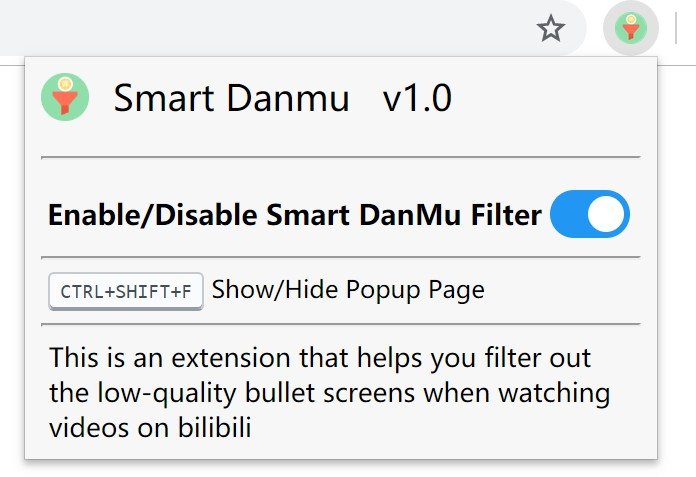 Smart Danmu v1.0
Enable/Disable Smart DanMu Filter
CTRL+SHIFT+F Show/Hide Popup Page
This is an extension that helps you filter out
the low-quality bullet screens when watching
videos on bilibili